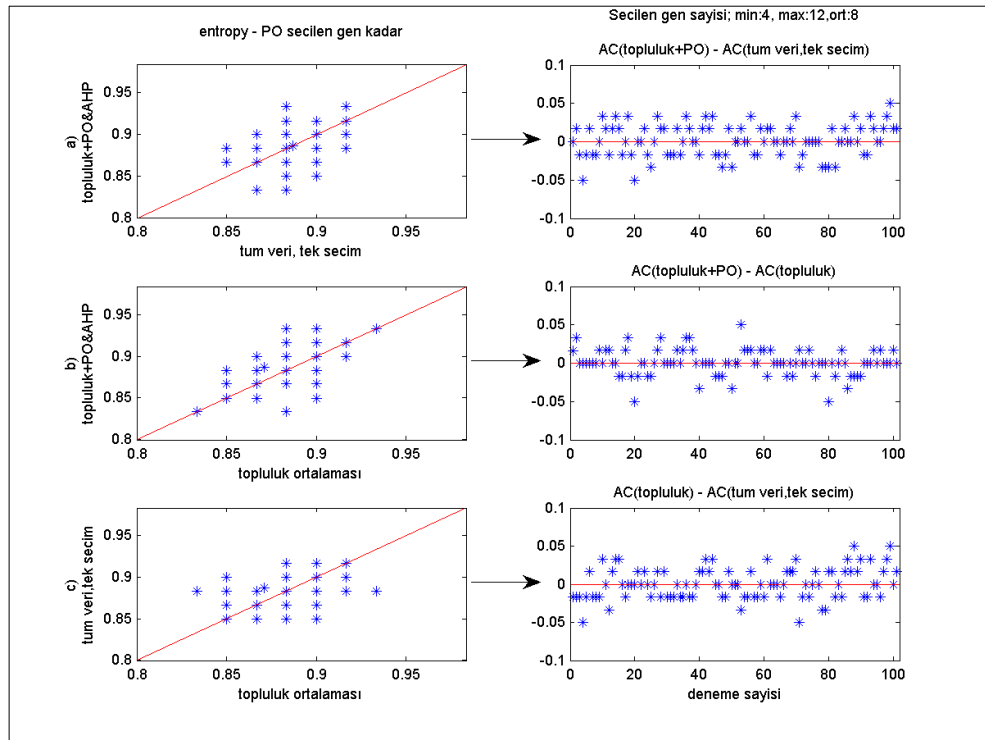 entropy - PO secilen gen kadar
Secilen gen sayisi; min:4, max:12,ort:8
a)
topluluk+PO&AHP
0.95
0.9
0.85
0.8
0.8 0.85 0.9 0.95
tum veri, tek secim
AC(topluluk+PO) - AC(tum veri,tek secim)
0.1
0.05
0
-0.05
-0.1
0 20 40 60 80 100
b)
topluluk+PO&AHP
0.95
0.9
0.85
0.8
0.8 0.85 0.9 0.95
topluluk ortalaması
AC(topluluk+PO) - AC(topluluk)
0.1
0.05
0
-0.05
-0.1
0 20 40 60 80 100
c)
tum veri,tek secim
0.95
0.9
0.85
0.8
0.8 0.85 0.9 0.95
topluluk ortalaması
AC(topluluk) - AC(tum veri,tek secim)
0.1
0.05
0
-0.05
-0.1
0 20 40 60 80 100
deneme sayisi